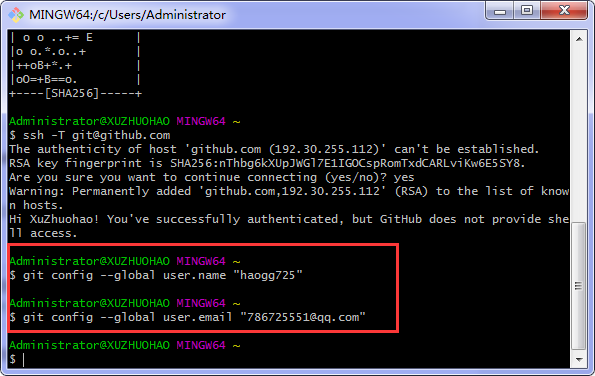 MINGW64:/c/Users/Administrator
| o o ..+= E      |
|o o.*.o..+       |
|++oB+*.+         |
|oO=+B==o.        |
+----[SHA256]-----+
Administrator@XUZHUOHAO MINGW64 ~
$ ssh -T git@github.com
The authenticity of host 'github.com (192.30.255.112)' can't be established.
RSA key fingerprint is SHA256:nThbg6kXUpJWGl7E1IGOCspRomTxdCARLviKw6E5SY8.
Are you sure you want to continue connecting (yes/no)? yes
Warning: Permanently added 'github.com,192.30.255.112' (RSA) to the list of know
n hosts.
Hi XuZhuohao! You've successfully authenticated, but GitHub does not provide she
ll access.
Administrator@XUZHUOHAO MINGW64 ~
$ git config --global user.name "haogg725"
Administrator@XUZHUOHAO MINGW64 ~
$ git config --global user.email "786725551@qq.com"
Administrator@XUZHUOHAO MINGW64 ~
$